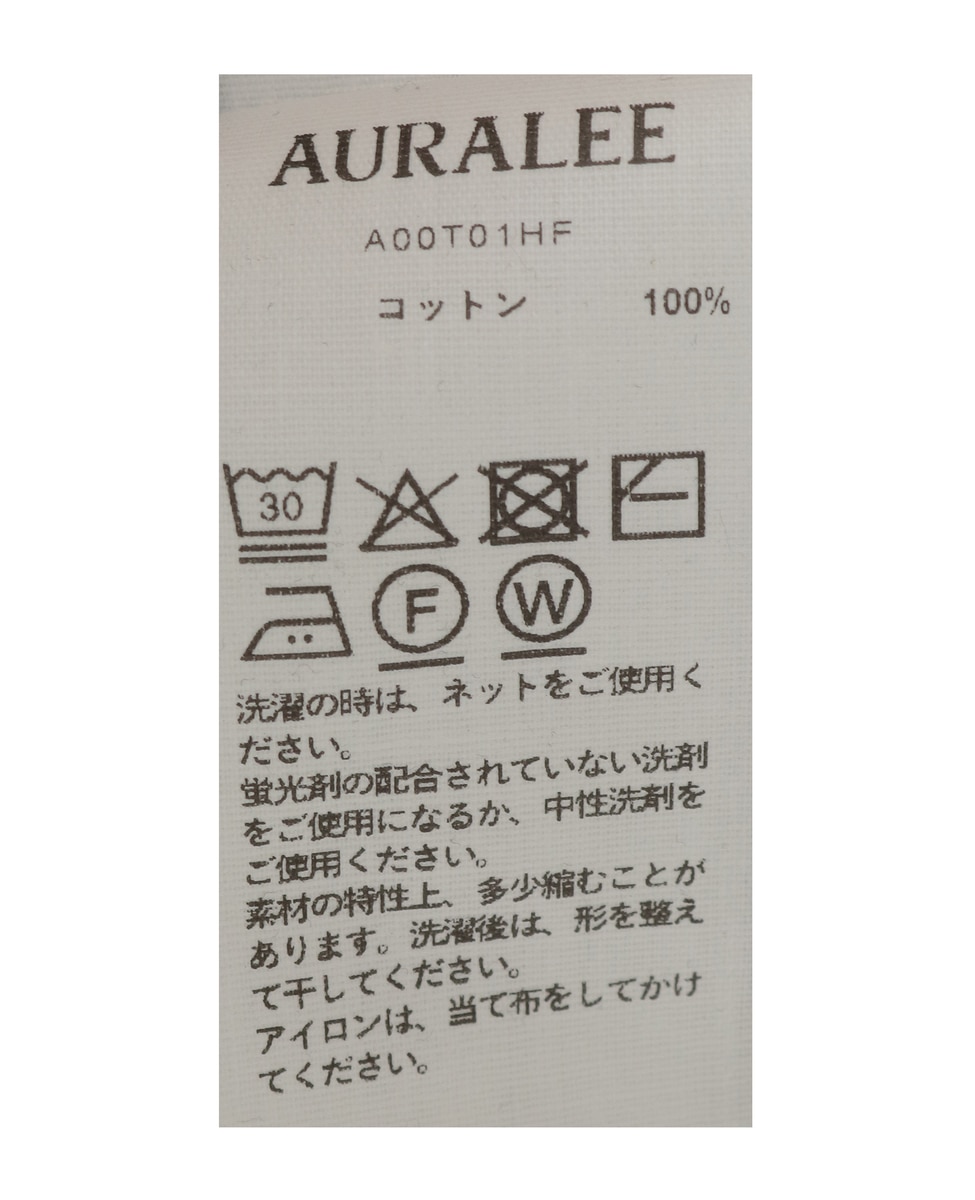 AURALEE
A00T01HF
コットン 100%
30
F W
洗濯の時は、ネットをご使用く
ださい。
蛍光剤の配合されていない洗剤
をご使用になるか、中性洗剤を
ご使用ください。
素材の特性上、多少縮むことが
あります。洗濯後は、形を整え
て干してください。
アイロンは、当て布をしてかけ
てください。